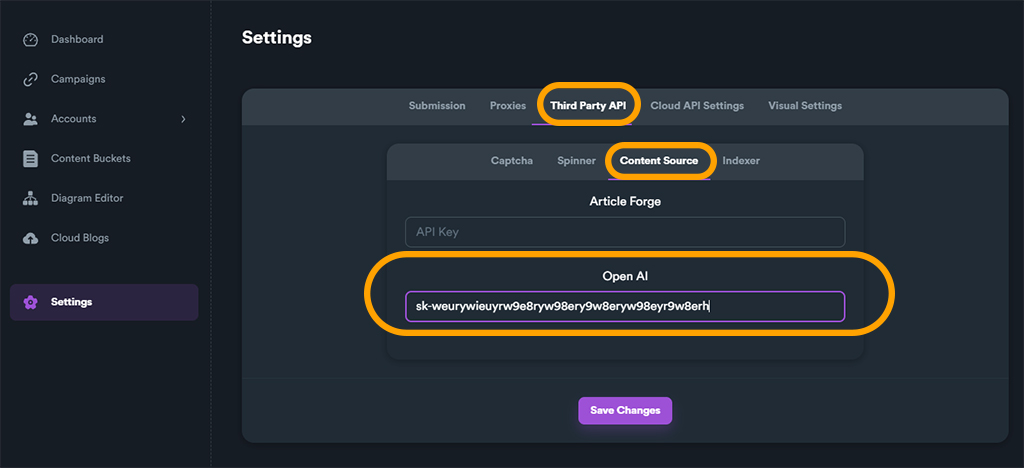 Dashboard
Campaigns
Accounts
Content Buckets
Diagram Editor
Cloud Blogs
Settings
Settings
Submission Proxies Third Party API Cloud API Settings Visual Settings
Captcha Spinner Content Source Indexer
Article Forge
API Key
Open AI
sk-weurywieuyrw9e8ryw98ery9w8eryw98eyr9w8erh
Save Changes